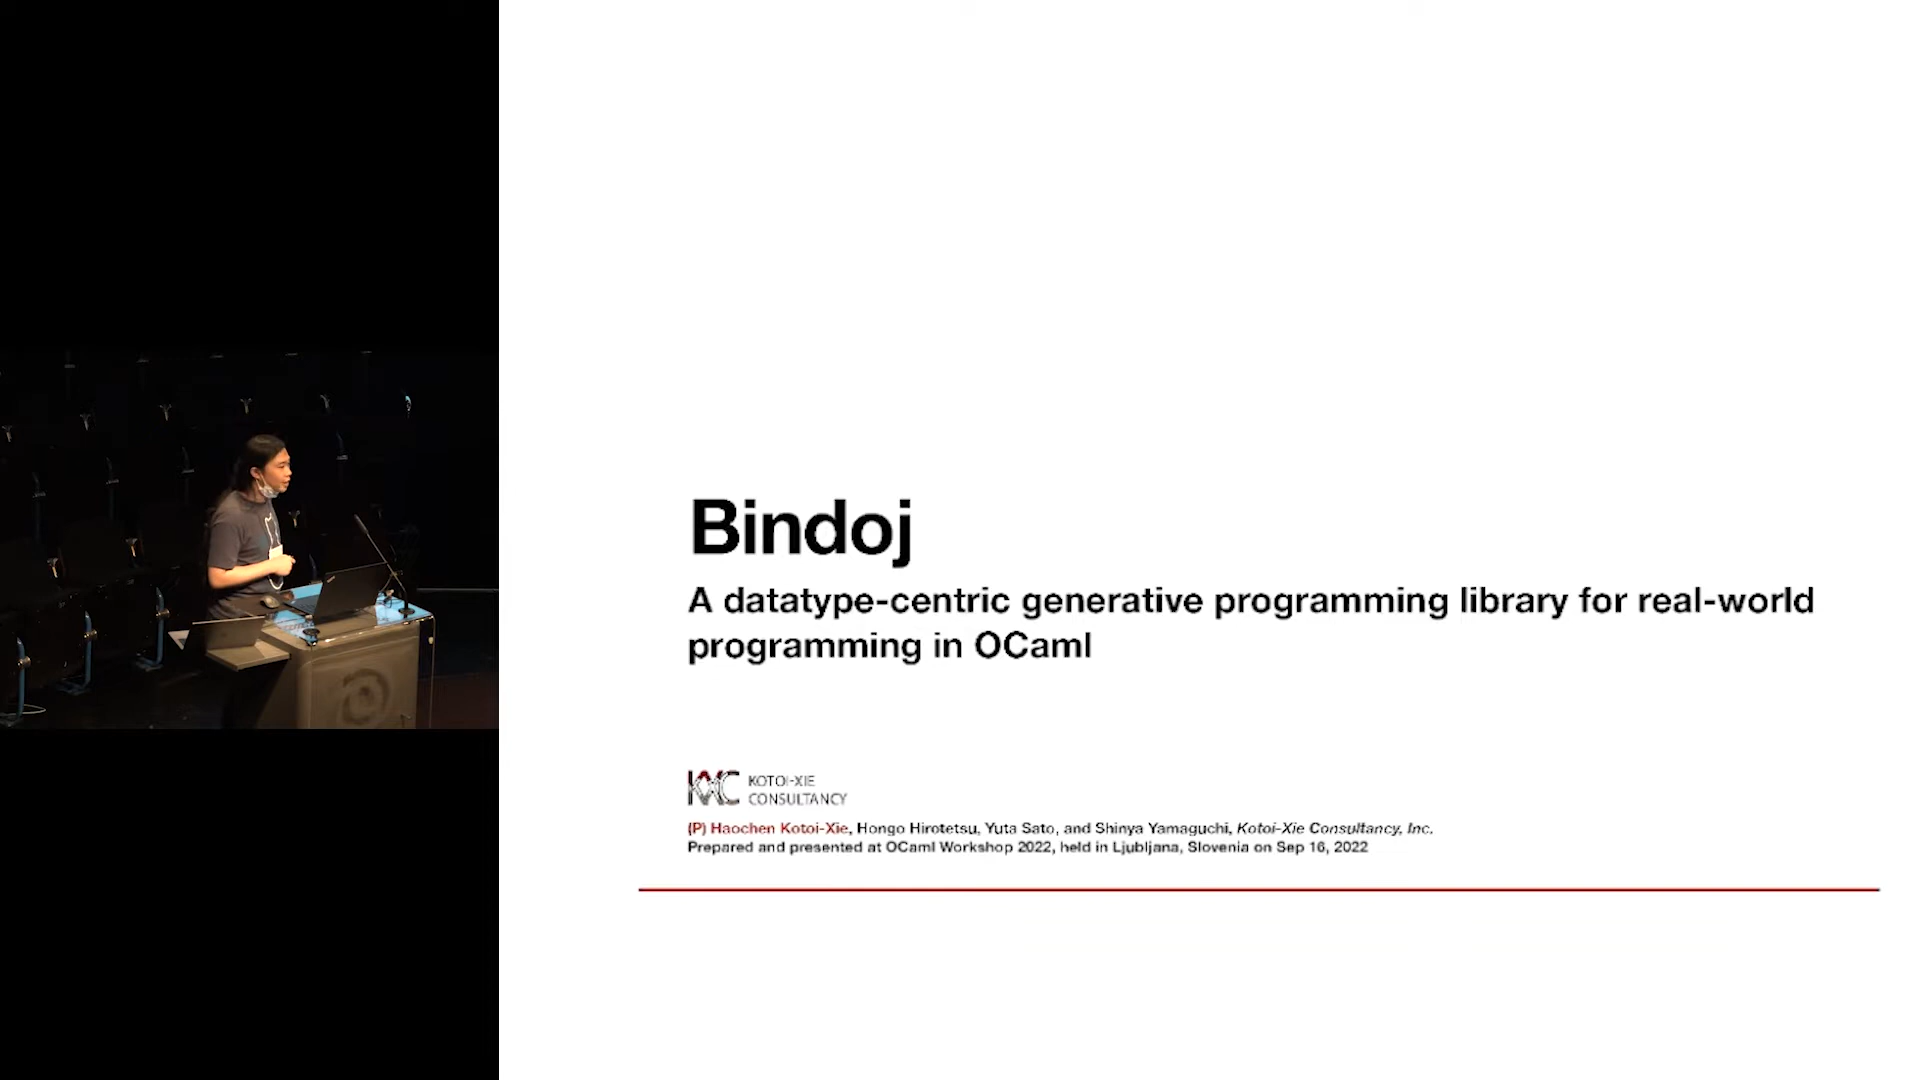 Bindoj
A datatype-centric generative programming library for real-world
programming in OCaml
KXC KOTOI-XIE
CONSULTANCY
(P) Haochen Kotoi-Xie, Hongo Hirotetsu, Yuta Sato, and Shinya Yamaguchi, Kotoi-Xie Consultancy, Inc.
Prepared and presented at OCaml Workshop 2022, held in Ljubljana, Slovenia on Sep 16, 2022